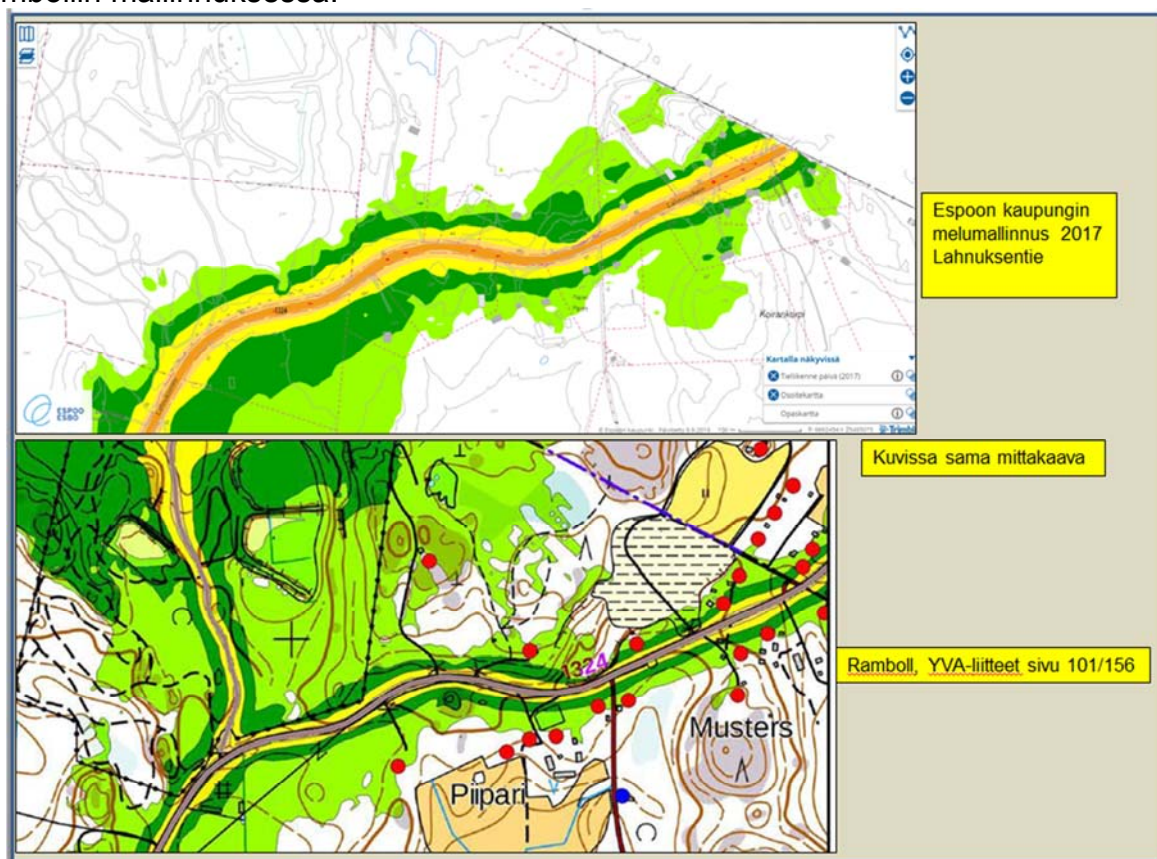 Espoon kaupungin
melumallinnus 2017
Lahnuksentie
Koirankorpi
Kartalla näkyvissä
Tieliikenne päivä (2017)
Osoitekartta
Opaskartta
ESPOO
ESBO
Trimble
Kuvissa sama mittakaava
1324
Ramboll, YVA-liitteet sivu 101/156
Musters
Piipari